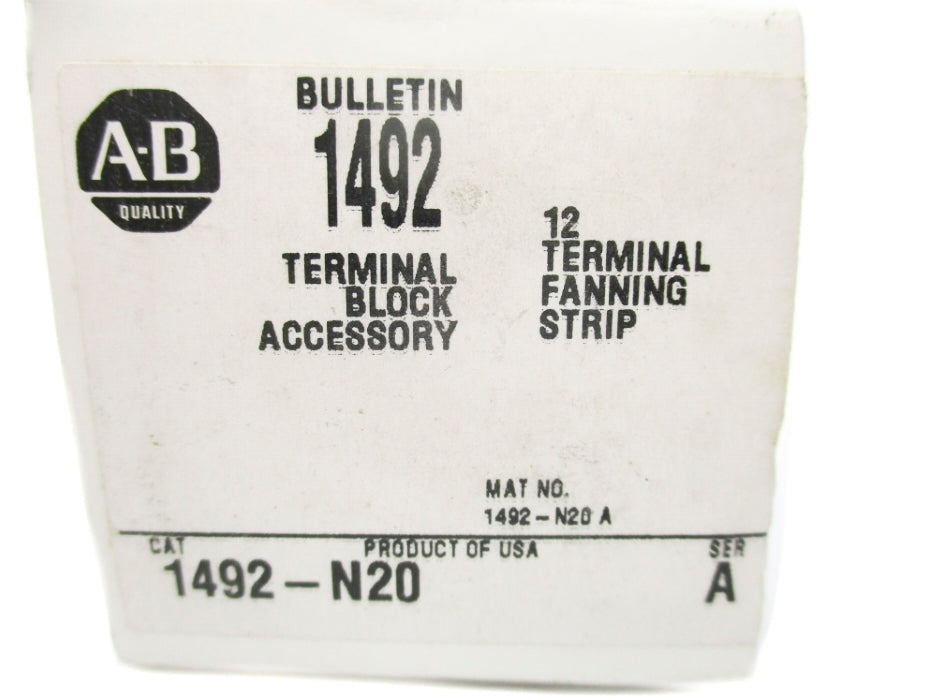 A-B
QUALITY
BULLETIN
1492
TERMINAL
BLOCK
ACCESSORY
12
TERMINAL
FANNING
STRIP
MAT NO.
1492-N20 A
CAT PRODUCT OF USA SER
1492-N20 A